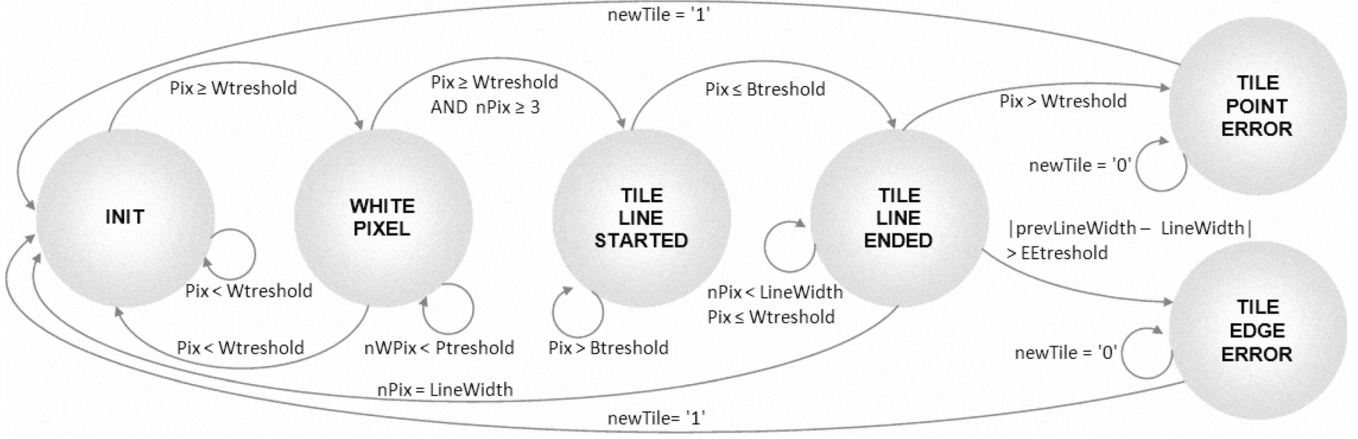 newTile = '1'
Pix ≥ Wtreshold
Pix ≥ Wtreshold
AND nPix ≥ 3
Pix ≤ Btreshold
Pix > Wtreshold
TILE
POINT
ERROR
newTile = '0'
INIT
WHITE
PIXEL
TILE
LINE
STARTED
TILE
LINE
ENDED
|prevLineWidth – LineWidth|
> EEtreshold
Pix < Wtreshold
nPix < LineWidth
Pix ≤ Wtreshold
TILE
EDGE
ERROR
newTile = '0'
Pix < Wtreshold
nWPix < Ptreshold
Pix > Btreshold
nPix = LineWidth
newTile= '1'